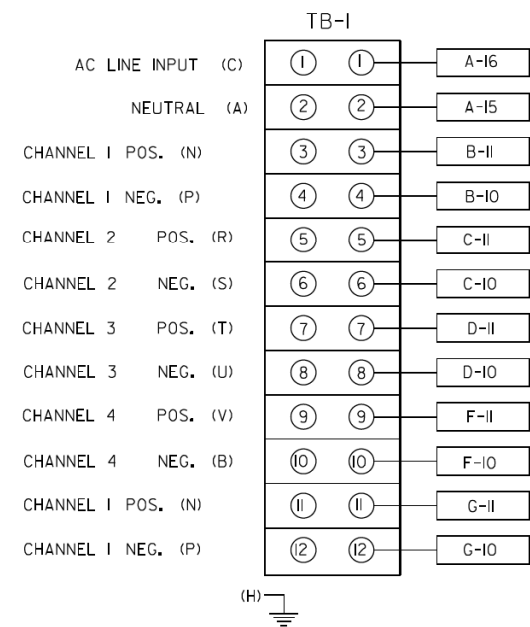 TB-1
AC LINE INPUT (C) 1 1 A-16
NEUTRAL (A) 2 2 A-15
CHANNEL 1 POS. (N) 3 3 B-11
CHANNEL 1 NEG. (P) 4 4 B-10
CHANNEL 2 POS. (R) 5 5 C-11
CHANNEL 2 NEG. (S) 6 6 C-10
CHANNEL 3 POS. (T) 7 7 D-11
CHANNEL 3 NEG. (U) 8 8 D-10
CHANNEL 4 POS. (V) 9 9 F-11
CHANNEL 4 NEG. (B) 10 10 F-10
CHANNEL 1 POS. (N) 11 11 G-11
CHANNEL 1 NEG. (P) 12 12 G-10
(H)